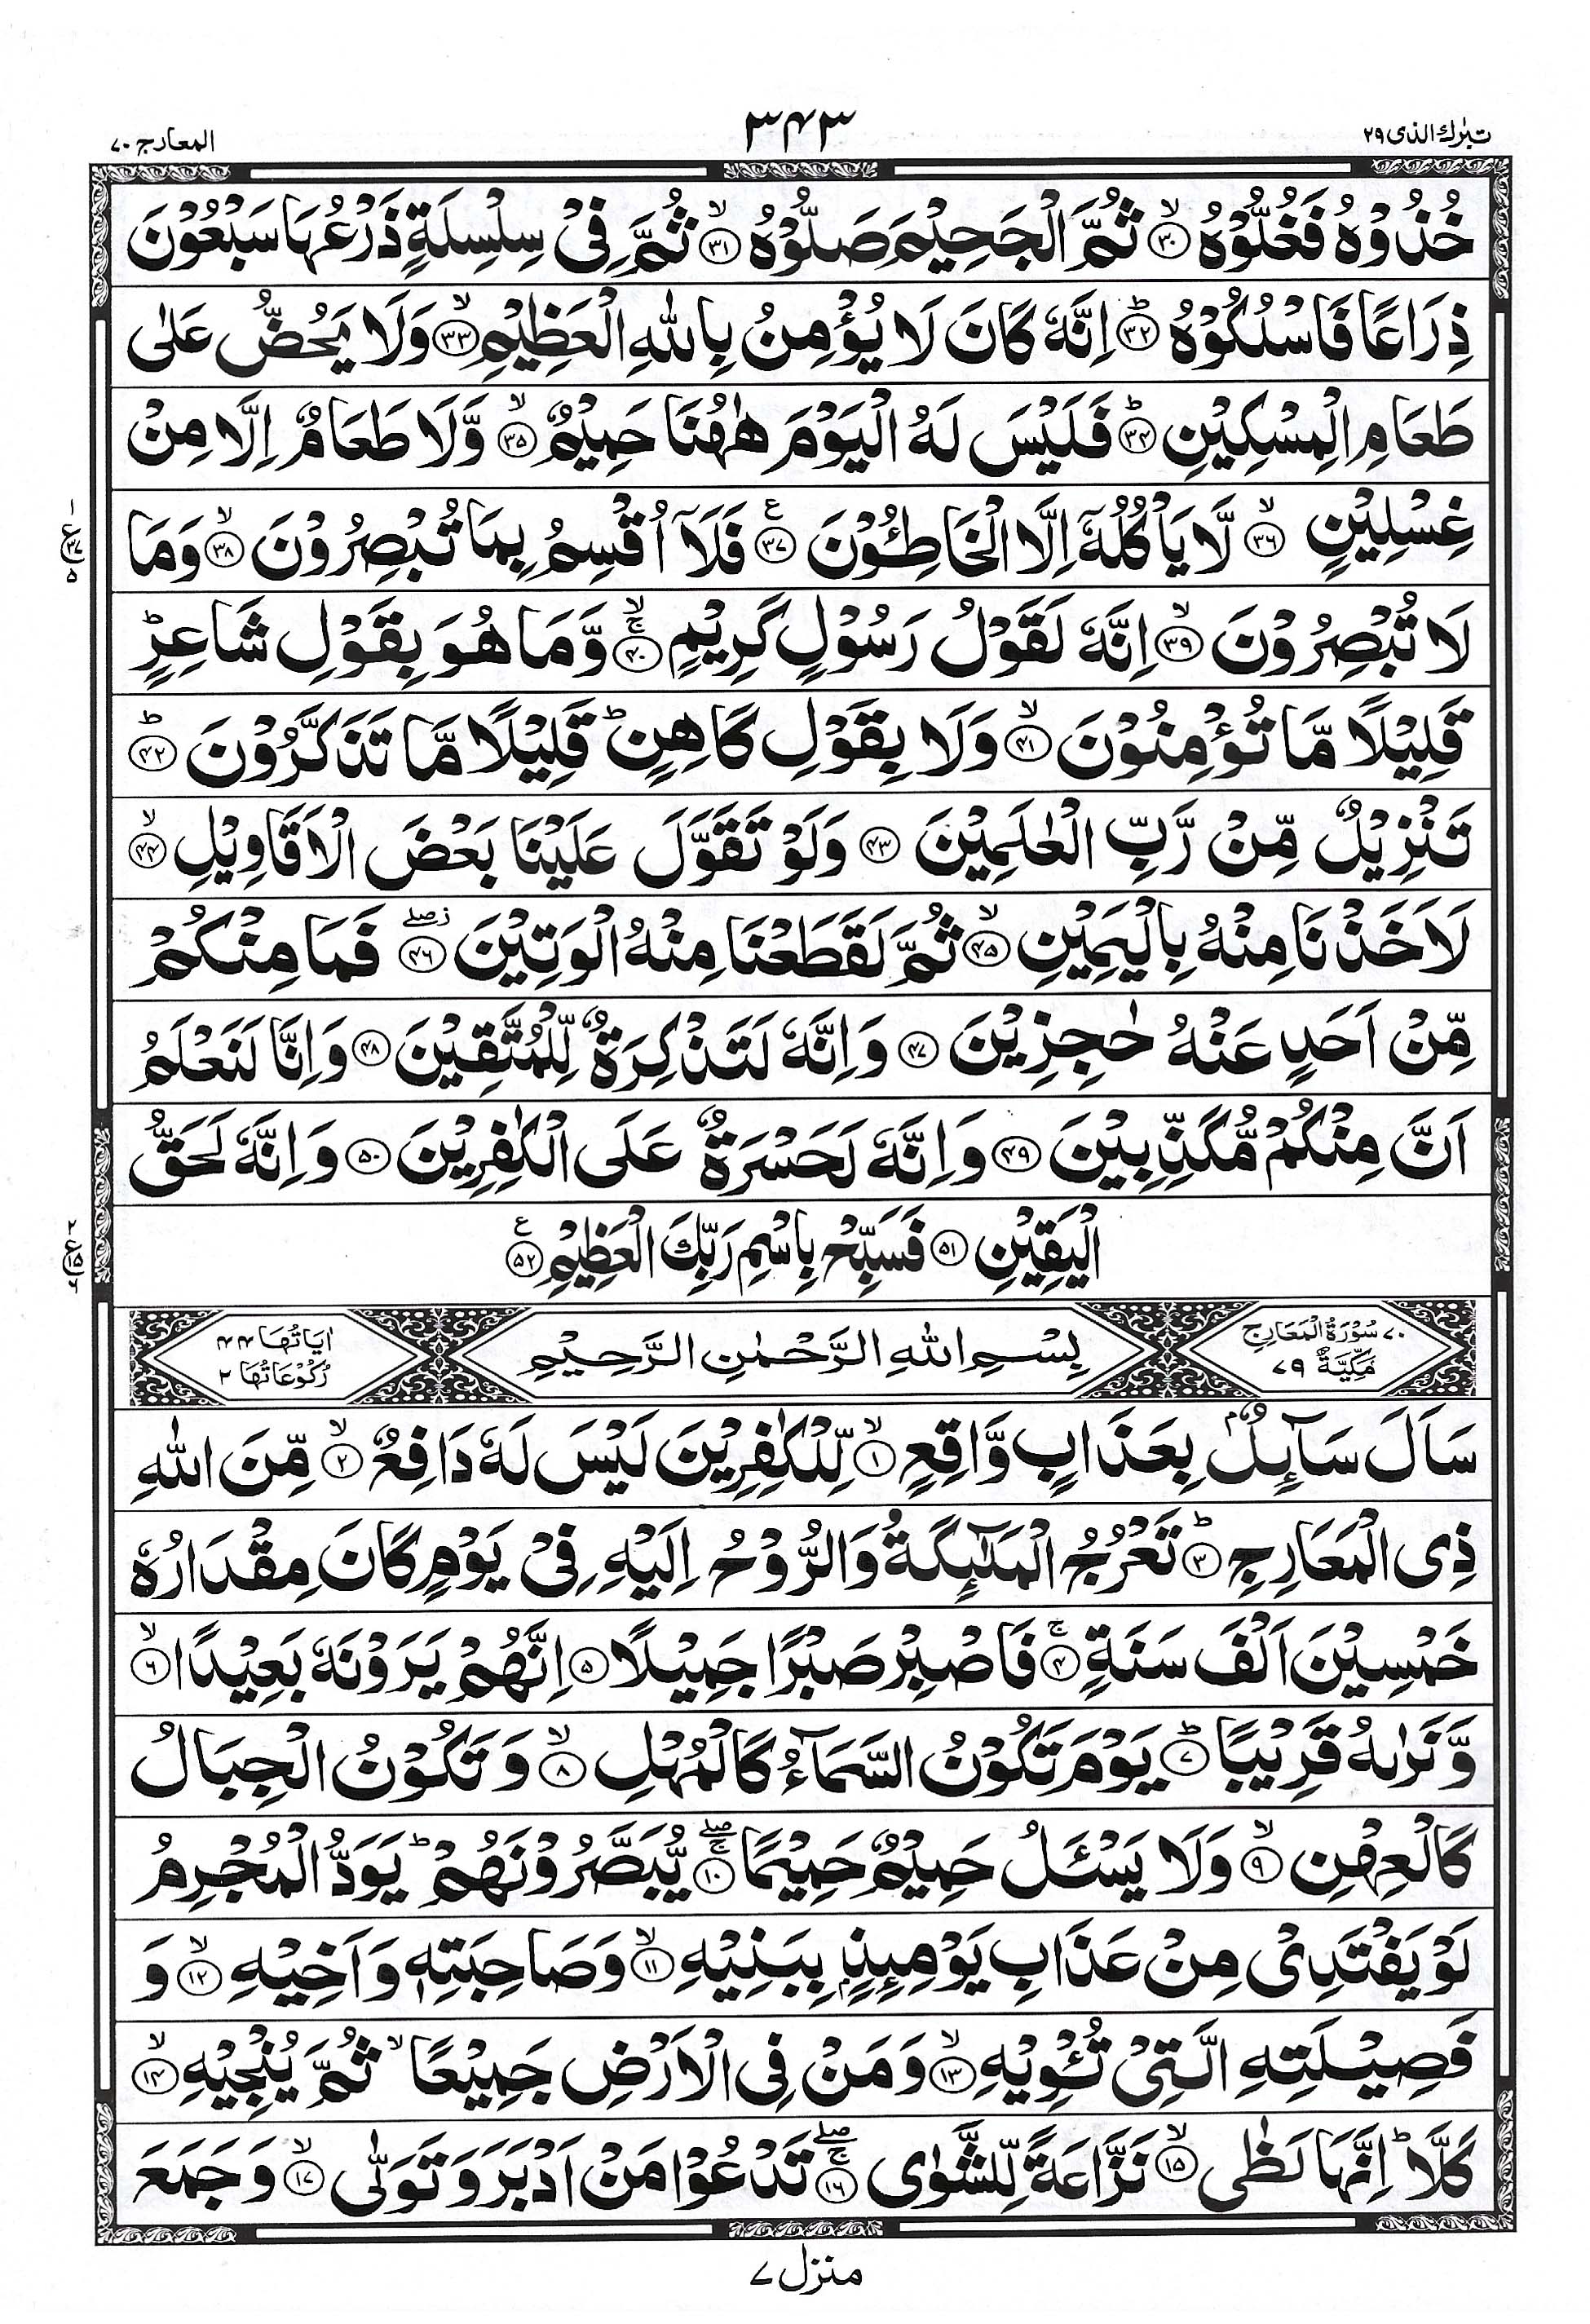 تبٰرك الذی ۲۹
۳۴۳
المعارج ۷۰
خُذُوْهُ فَغُلُّوْهُ ۙ﴿۳۰﴾ ثُمَّ الْجَحِیْمَ صَلُّوْهُ ۙ﴿۳۱﴾ ثُمَّ فِیْ سِلْسِلَةٍ ذَرْعُهَا سَبْعُوْنَ
ذِرَاعًا فَاسْلُكُوْهُ ؕ﴿۳۲﴾ اِنَّهٗ كَانَ لَا یُؤْمِنُ بِاللّٰهِ الْعَظِیْمِ ۙ﴿۳۳﴾ وَلَا یَحُضُّ عَلٰی
طَعَامِ الْمِسْكِیْنِ ؕ﴿۳۴﴾ فَلَیْسَ لَهُ الْیَوْمَ هٰهُنَا حَمِیْمٌ ۙ﴿۳۵﴾ وَّلَا طَعَامٌ اِلَّا مِنْ
غِسْلِیْنٍ ۙ﴿۳۶﴾ لَّا یَاْكُلُهٗۤ اِلَّا الْخَاطِـُٔوْنَ ﴿۳۷﴾ع فَلَاۤ اُقْسِمُ بِمَا تُبْصِرُوْنَ ۙ﴿۳۸﴾ وَمَا
لَا تُبْصِرُوْنَ ۙ﴿۳۹﴾ اِنَّهٗ لَقَوْلُ رَسُوْلٍ كَرِیْمٍ ۚۙ﴿۴۰﴾ وَّمَا هُوَ بِقَوْلِ شَاعِرٍ ؕ
قَلِیْلًا مَّا تُؤْمِنُوْنَ ۙ﴿۴۱﴾ وَلَا بِقَوْلِ كَاهِنٍ ؕ قَلِیْلًا مَّا تَذَكَّرُوْنَ ؕ﴿۴۲﴾
تَنْزِیْلٌ مِّنْ رَّبِّ الْعٰلَمِیْنَ ﴿۴۳﴾ وَلَوْ تَقَوَّلَ عَلَیْنَا بَعْضَ الْاَقَاوِیْلِ ۙ﴿۴۴﴾
لَاَخَذْنَا مِنْهُ بِالْیَمِیْنِ ۙ﴿۴۵﴾ ثُمَّ لَقَطَعْنَا مِنْهُ الْوَتِیْنَ ۖ٘﴿۴۶﴾ فَمَا مِنْكُمْ
مِّنْ اَحَدٍ عَنْهُ حٰجِزِیْنَ ﴿۴۷﴾ وَاِنَّهٗ لَتَذْكِرَةٌ لِّلْمُتَّقِیْنَ ﴿۴۸﴾ وَاِنَّا لَنَعْلَمُ
اَنَّ مِنْكُمْ مُّكَذِّبِیْنَ ﴿۴۹﴾ وَاِنَّهٗ لَحَسْرَةٌ عَلَی الْكٰفِرِیْنَ ﴿۵۰﴾ وَاِنَّهٗ لَحَقُّ
الْیَقِیْنِ ﴿۵۱﴾ فَسَبِّحْ بِاسْمِ رَبِّكَ الْعَظِیْمِ ﴿۵۲﴾ع
۷۰ سُوْرَةُ الْمَعَارِجِ مَكِّیَّةٌ ۷۹
بِسْمِ اللّٰهِ الرَّحْمٰنِ الرَّحِیْمِ
اٰیَاتُهَا ۴۴ رُكُوْعَاتُهَا ۲
سَاَلَ سَآىِٕلٌۢ بِعَذَابٍ وَّاقِعٍ ۙ﴿۱﴾ لِّلْكٰفِرِیْنَ لَیْسَ لَهٗ دَافِعٌ ۙ﴿۲﴾ مِّنَ اللّٰهِ
ذِی الْمَعَارِجِ ؕ﴿۳﴾ تَعْرُجُ الْمَلٰٓىِٕكَةُ وَالرُّوْحُ اِلَیْهِ فِیْ یَوْمٍ كَانَ مِقْدَارُهٗ
خَمْسِیْنَ اَلْفَ سَنَةٍ ۚ﴿۴﴾ فَاصْبِرْ صَبْرًا جَمِیْلًا ﴿۵﴾ اِنَّهُمْ یَرَوْنَهٗ بَعِیْدًا ۙ﴿۶﴾
وَّنَرٰىهُ قَرِیْبًا ؕ﴿۷﴾ یَوْمَ تَكُوْنُ السَّمَآءُ كَالْمُهْلِ ۙ﴿۸﴾ وَتَكُوْنُ الْجِبَالُ
كَالْعِهْنِ ۙ﴿۹﴾ وَلَا یَسْـَٔلُ حَمِیْمٌ حَمِیْمًا ۚۖ﴿۱۰﴾ یُّبَصَّرُوْنَهُمْ ؕ یَوَدُّ الْمُجْرِمُ
لَوْ یَفْتَدِیْ مِنْ عَذَابِ یَوْمِىِٕذٍۭ بِبَنِیْهِ ۙ﴿۱۱﴾ وَصَاحِبَتِهٖ وَاَخِیْهِ ۙ﴿۱۲﴾ وَ
فَصِیْلَتِهِ الَّتِیْ تُـْٔوِیْهِ ۙ﴿۱۳﴾ وَمَنْ فِی الْاَرْضِ جَمِیْعًا ۙ ثُمَّ یُنْجِیْهِ ۙ﴿۱۴﴾
كَلَّا ؕ اِنَّهَا لَظٰی ۙ﴿۱۵﴾ نَزَّاعَةً لِّلشَّوٰی ۚۖ﴿۱۶﴾ تَدْعُوْا مَنْ اَدْبَرَ وَتَوَلّٰی ۙ﴿۱۷﴾ وَجَمَعَ
منزل ۷